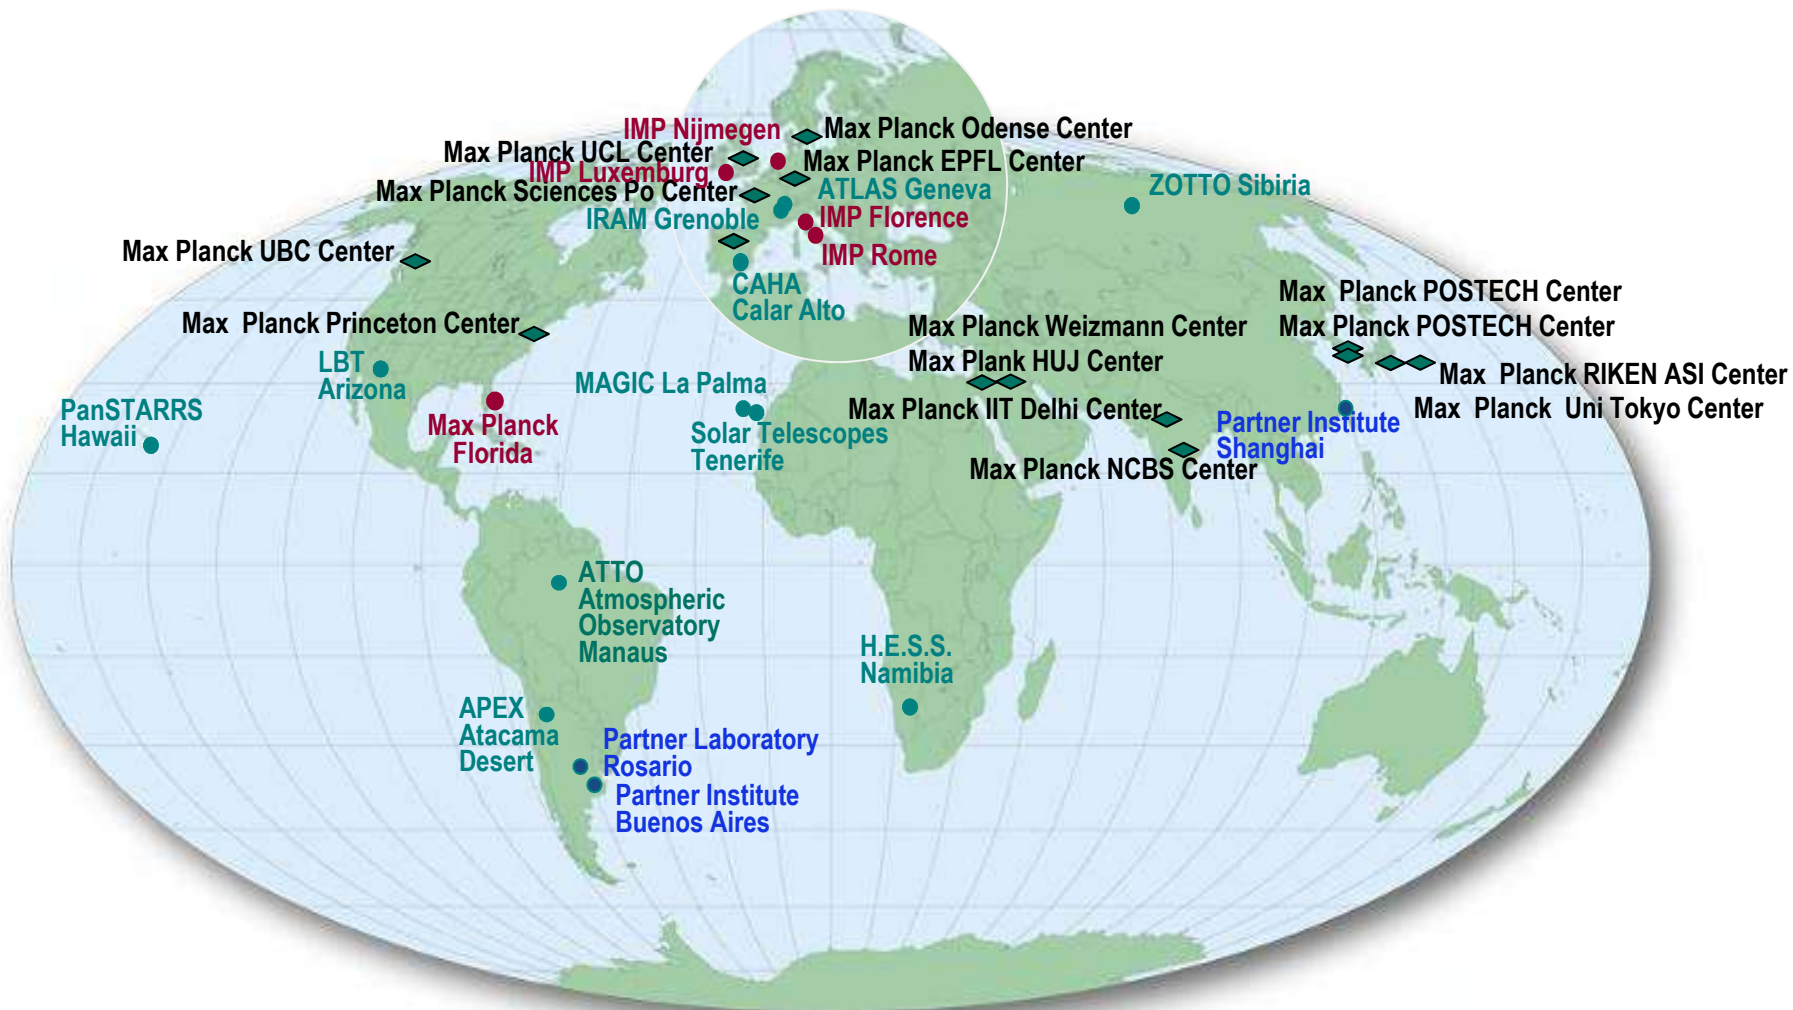 IMP Nijmegen
Max Planck Odense Center
Max Planck UCL Center
Max Planck EPFL Center
IMP Luxemburg
Max Planck Sciences Po Center
ATLAS Geneva
ZOTTO Sibiria
IRAM Grenoble
IMP Florence
Max Planck UBC Center
IMP Rome
CAHA
Calar Alto
Max Planck POSTECH Center
Max Planck Princeton Center
Max Planck Weizmann Center
Max Planck POSTECH Center
LBT
Arizona
Max Plank HUJ Center
Max Planck RIKEN ASI Center
MAGIC La Palma
PanSTARRS
Hawaii
Max Planck IIT Delhi Center
Max Planck Uni Tokyo Center
Max Planck
Florida
Solar Telescopes
Tenerife
Partner Institute
Shanghai
Max Planck NCBS Center
ATTO
Atmospheric
Observatory
Manaus
H.E.S.S.
Namibia
APEX
Atacama
Desert
Partner Laboratory
Rosario
Partner Institute
Buenos Aires